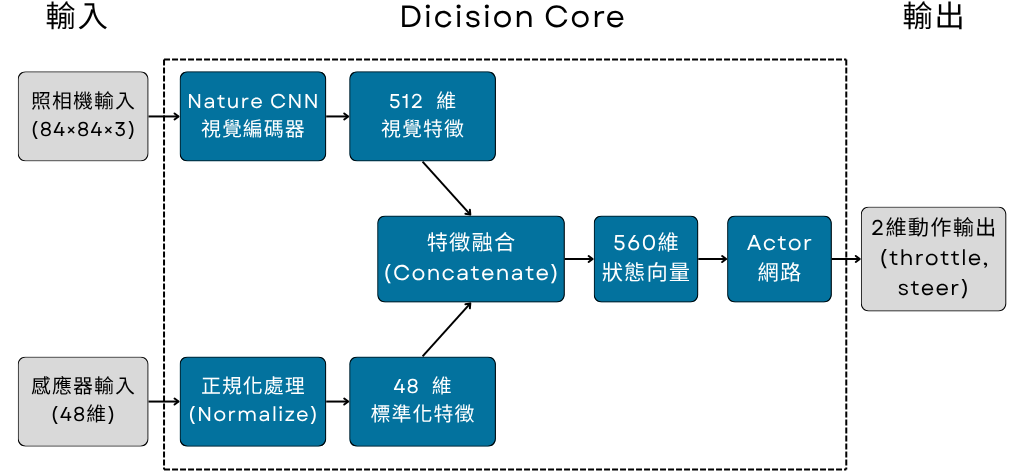 輸入
Dicision Core
輸出
照相機輸入
(84×84×3)
Nature CNN
視覺編碼器
512 維
視覺特徵
特徵融合
(Concatenate)
560維
狀態向量
Actor
網路
2維動作輸出
(throttle,
steer)
感應器輸入
(48維)
正規化處理
(Normalize)
48 維
標準化特徵